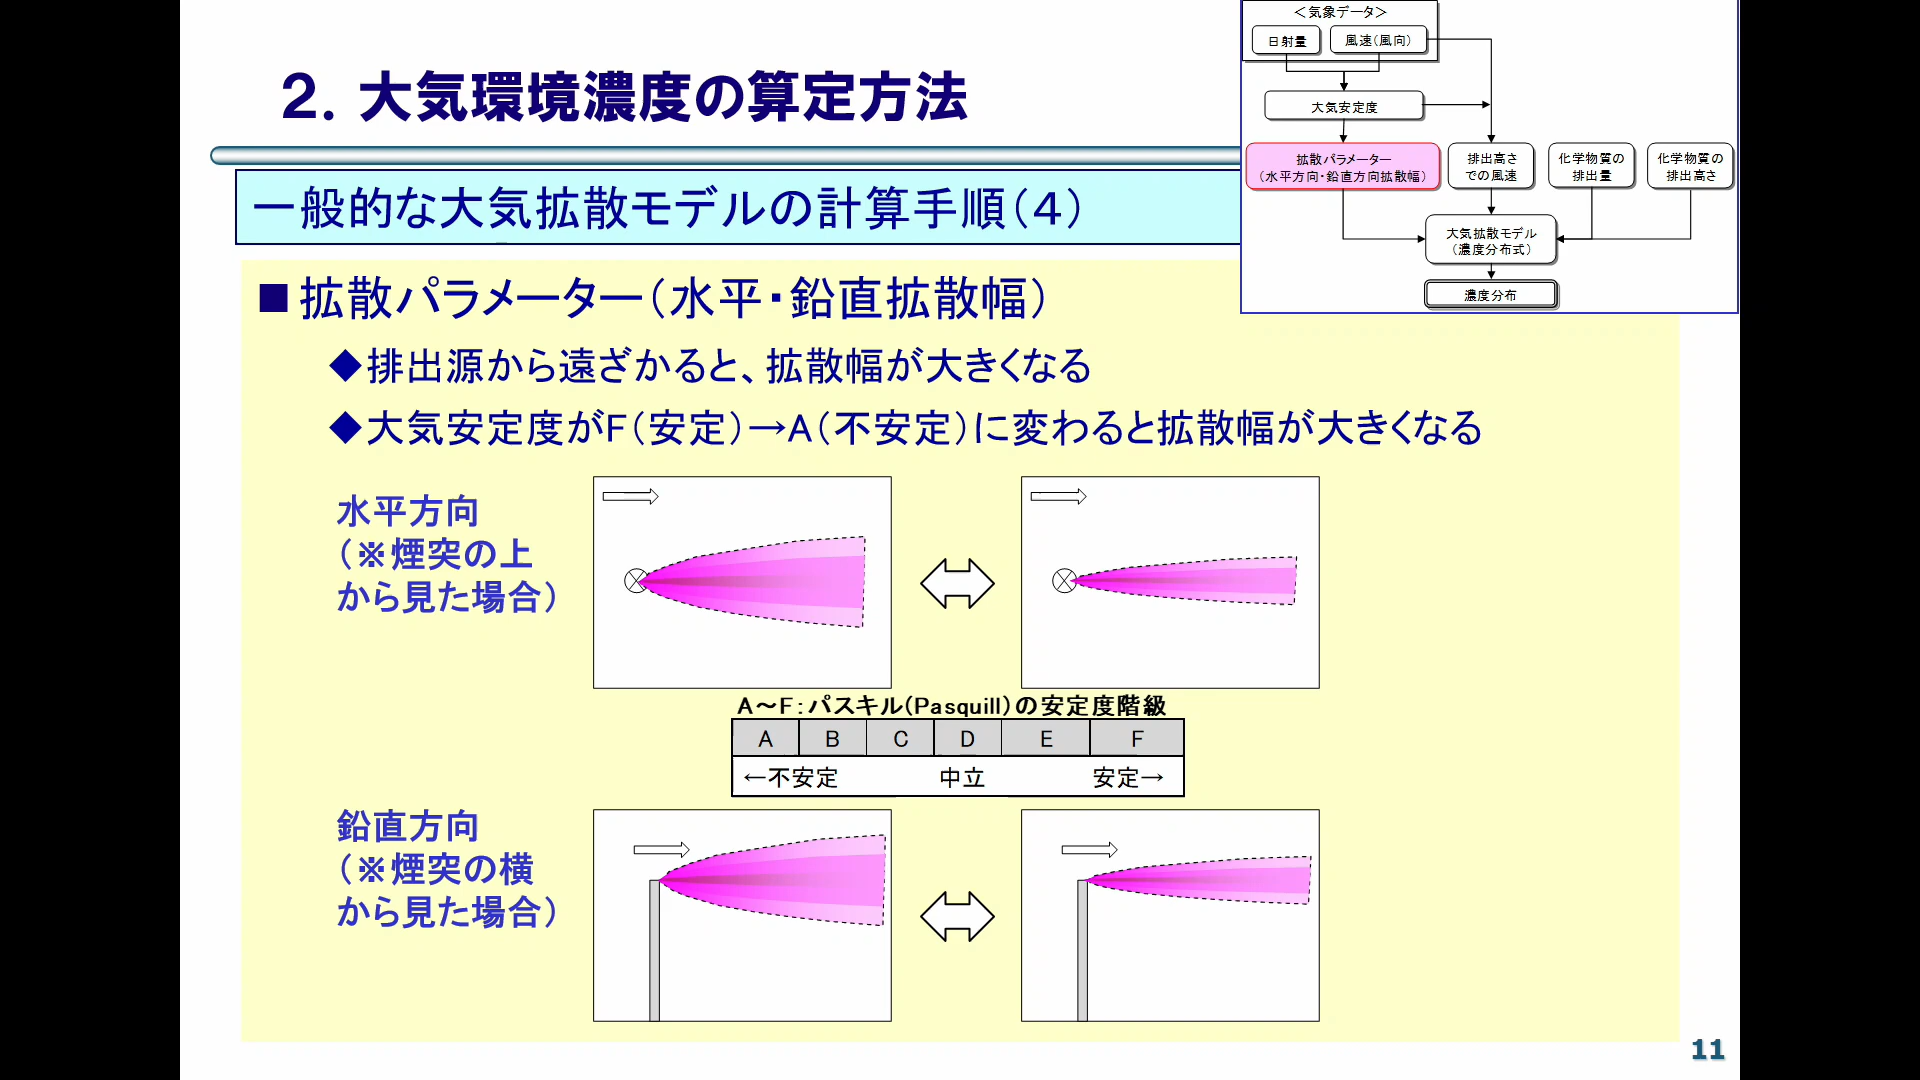 2. 大気環境濃度の算定方法
一般的な大気拡散モデルの計算手順(4)
<気象データ>
日射量
風速(風向)
大気安定度
拡散パラメーター
(水平方向・鉛直方向拡散幅)
排出高さ
での風速
化学物質の
排出量
化学物質の
排出高さ
大気拡散モデル
(濃度分布式)
濃度分布
■拡散パラメーター(水平・鉛直拡散幅)
◆排出源から遠ざかると、拡散幅が大きくなる
◆大気安定度がF(安定)→A(不安定)に変わると拡散幅が大きくなる
水平方向
(※煙突の上
から見た場合)
A~F:パスキル(Pasquill)の安定度階級
A B C D E F
←不安定 中立 安定→
鉛直方向
(※煙突の横
から見た場合)
11